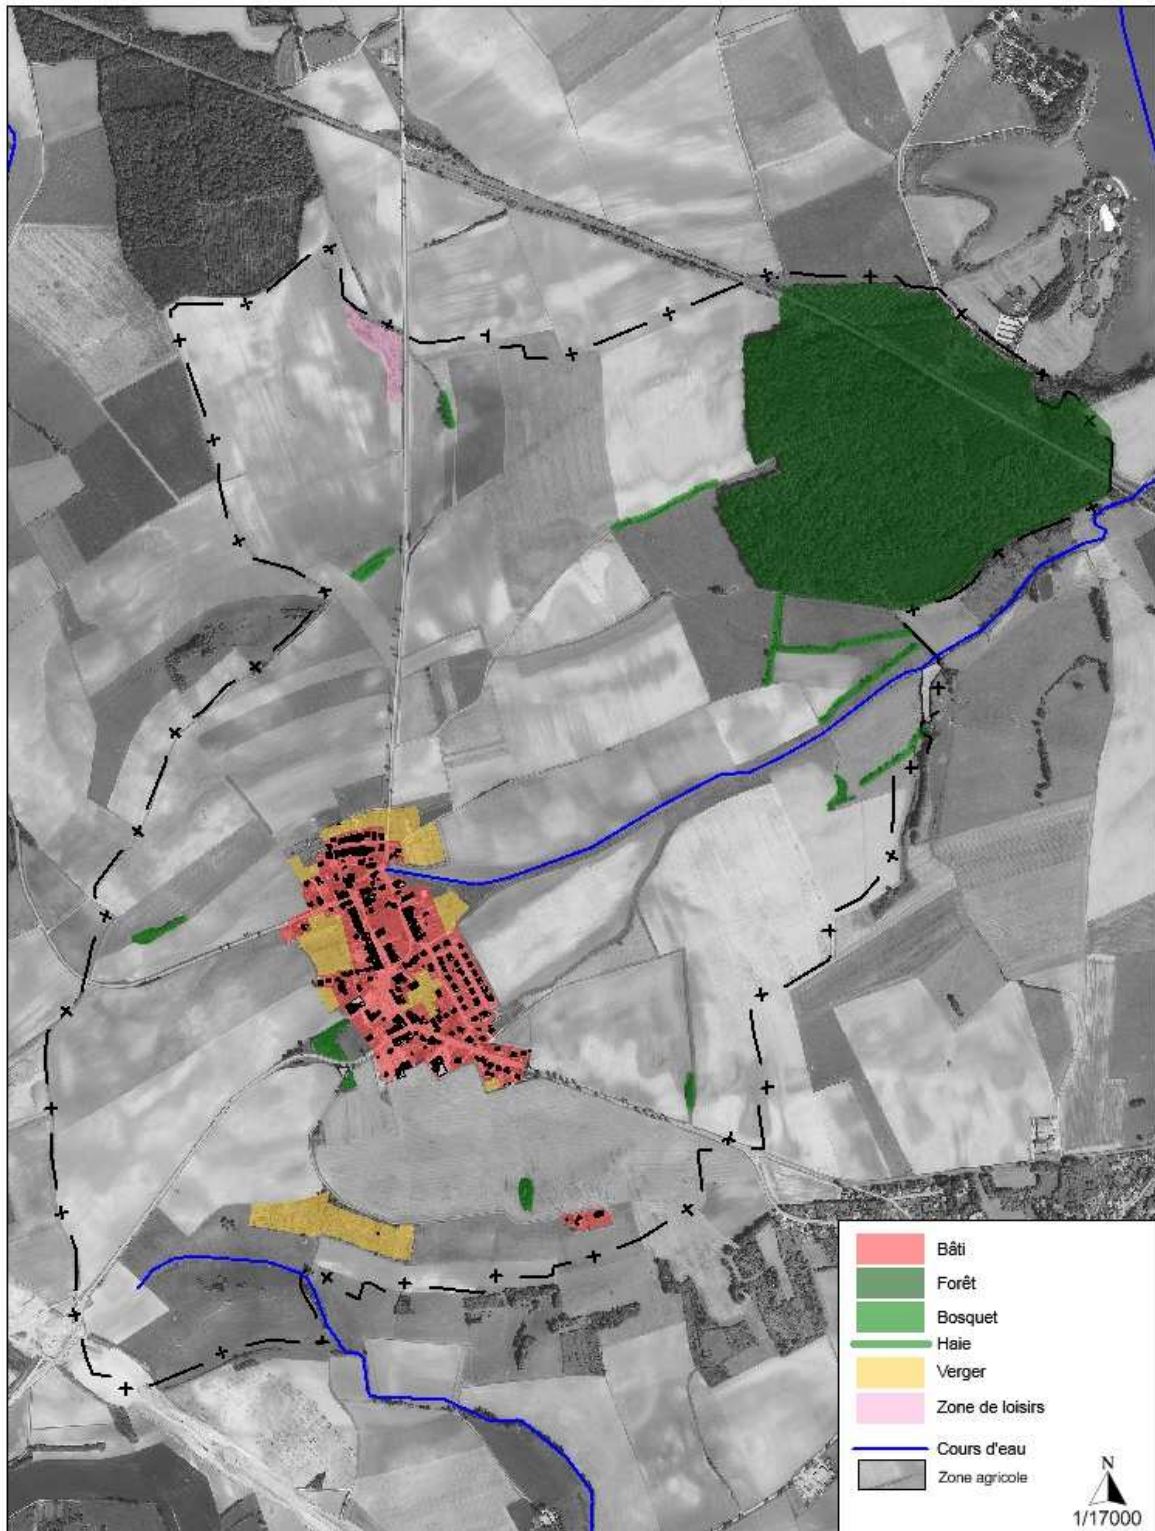 Bâti
Forêt
Bosquet
Haie
Verger
Zone de loisirs
Cours d'eau
Zone agricole
N
1/17000